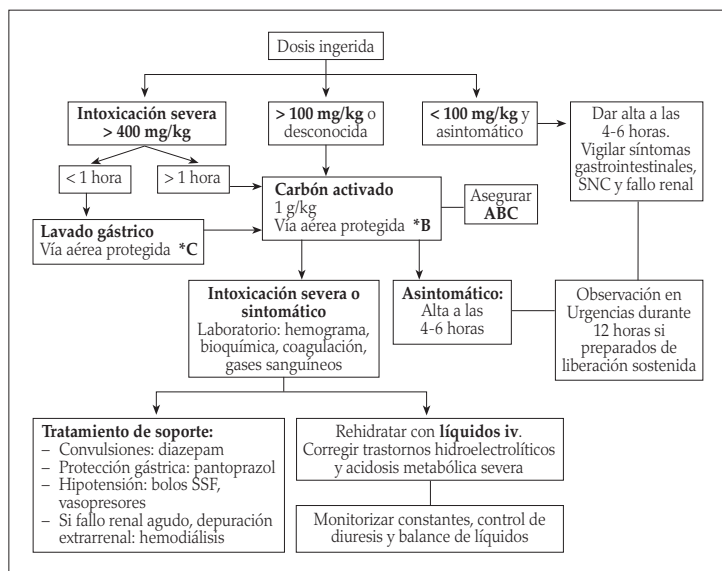 Dosis ingerida
Intoxicación severa
> 400 mg/kg
> 100 mg/kg o
desconocida
< 100 mg/kg y
asintomático
Dar alta a las
4-6 horas.
Vigilar síntomas
gastrointestinales,
SNC y fallo renal
< 1 hora
> 1 hora
Carbón activado
1 g/kg
Vía aérea protegida *B
Asegurar
ABC
Lavado gástrico
Vía aérea protegida *C
Intoxicación severa o
sintomático
Laboratorio: hemograma,
bioquímica, coagulación,
gases sanguíneos
Asintomático:
Alta a las
4-6 horas
Observación en
Urgencias durante
12 horas si
preparados de
liberación sostenida
Tratamiento de soporte:
– Convulsiones: diazepam
– Protección gástrica: pantoprazol
– Hipotensión: bolos SSF,
vasopresores
– Si fallo renal agudo, depuración
extrarrenal: hemodiálisis
Rehidratar con líquidos iv.
Corregir trastornos hidroelectrolíticos
y acidosis metabólica severa
Monitorizar constantes, control de
diuresis y balance de líquidos